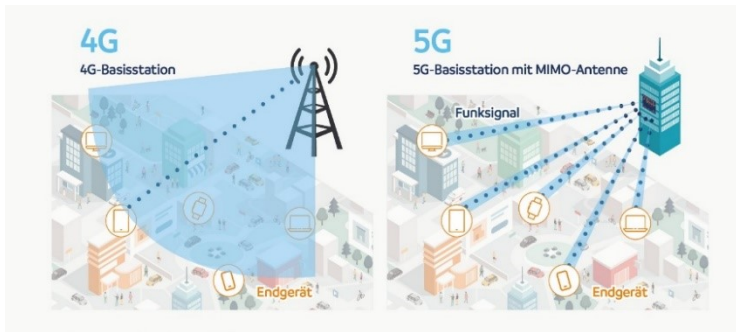 4G
4G-Basisstation
Endgerät
5G
5G-Basisstation mit MIMO-Antenne
Funksignal
Endgerät